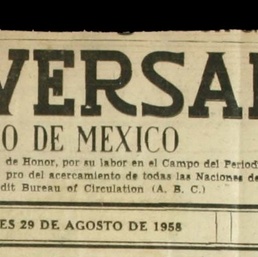 VERSAL
O DE MEXICO
de Honor, por su labor en el Campo del Period
pro del acercamiento de todas las Naciones de
dit Bureau of Circulation (A. B. C.)
ES 29 DE AGOSTO DE 1958